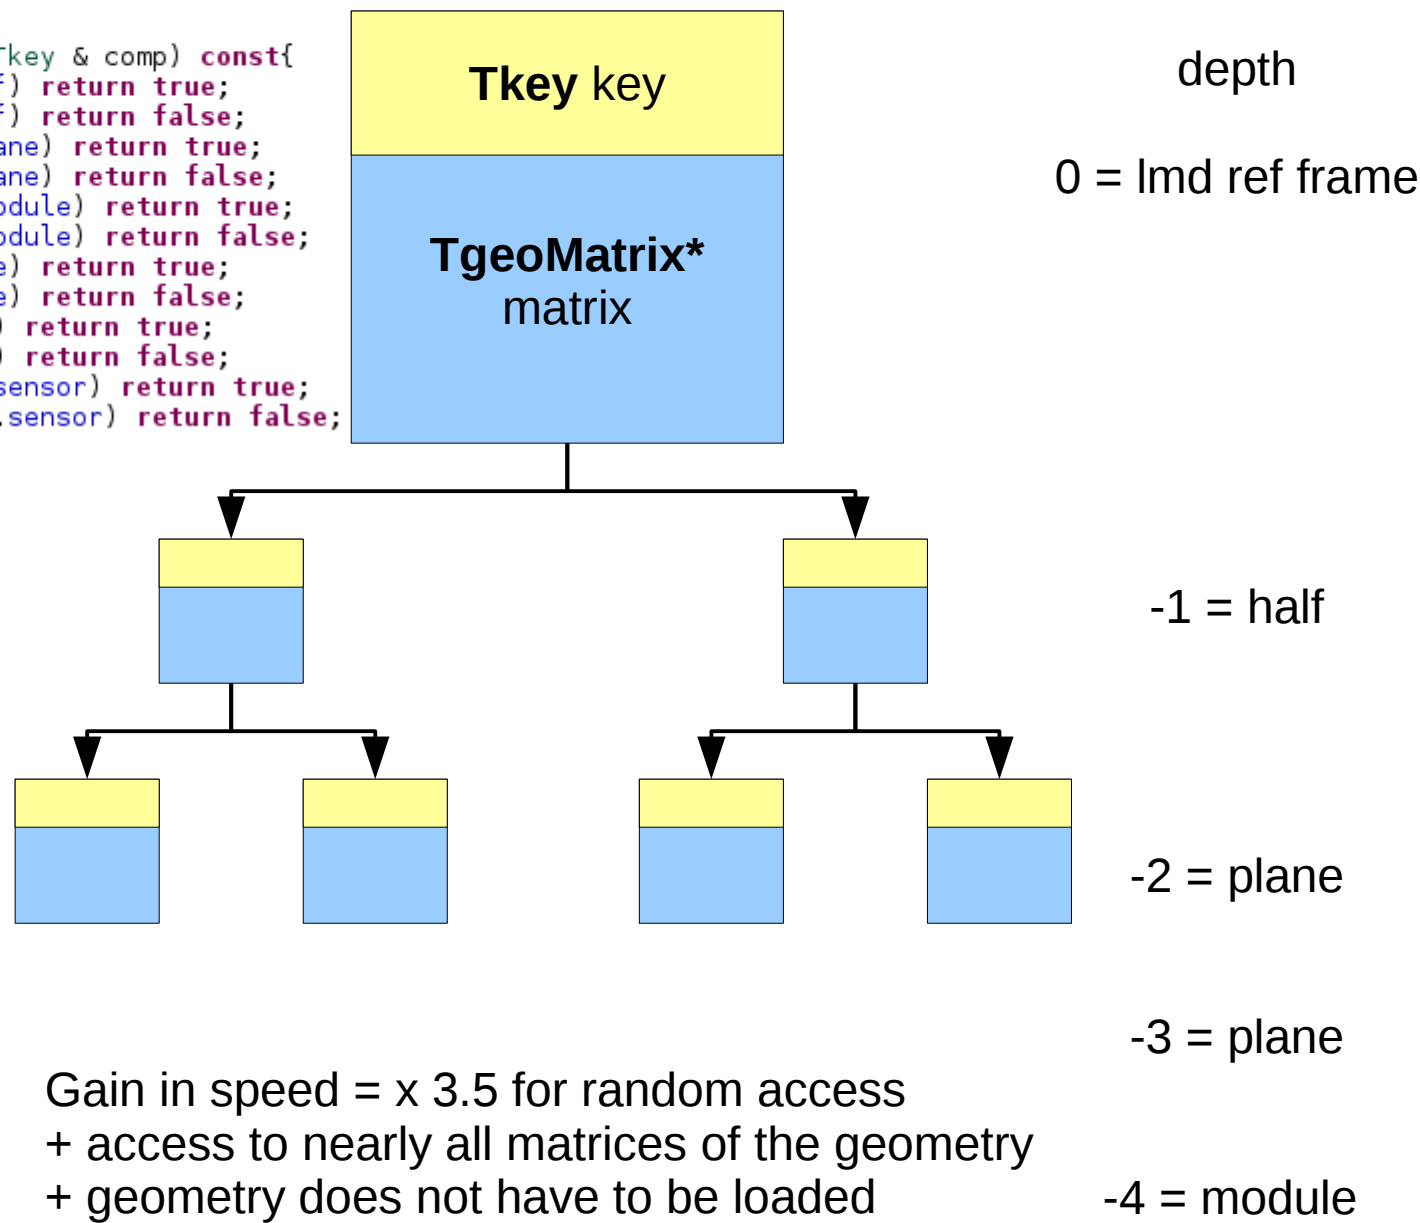 Tkey & comp) const{
f) return true;
f) return false;
ane) return true;
ane) return false;
odule) return true;
odule) return false;
e) return true;
e) return false;
) return true;
) return false;
sensor) return true;
.sensor) return false;
Tkey key
TgeoMatrix*
matrix
depth
0 = lmd ref frame
-1 = half
-2 = plane
-3 = plane
-4 = module
Gain in speed = x 3.5 for random access
+ access to nearly all matrices of the geometry
+ geometry does not have to be loaded